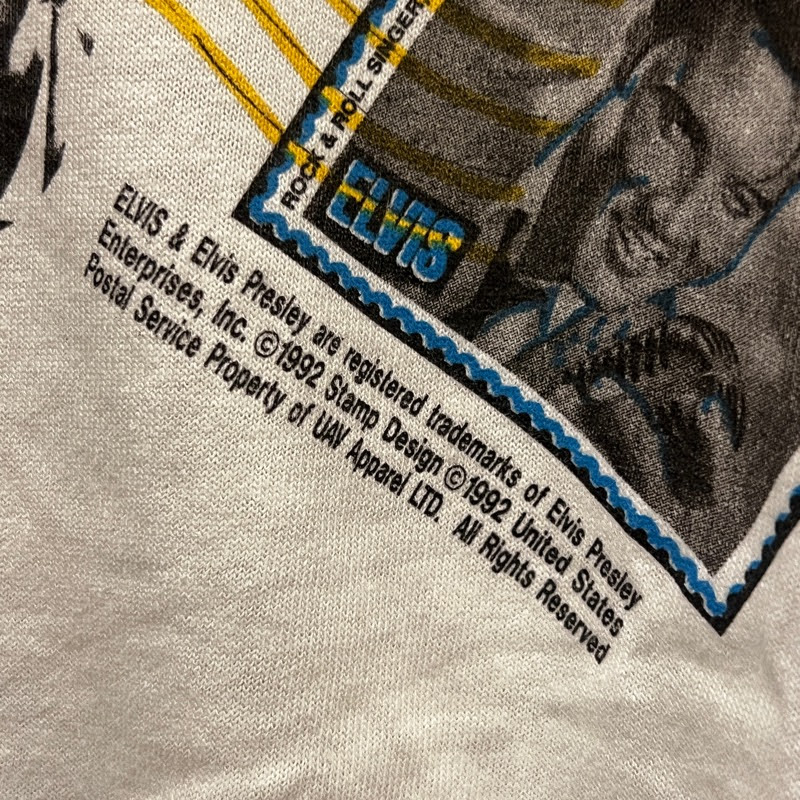 ROCK & ROLL SINGER,
ELVIS
ELVIS & Elvis Presley are registered trademarks of Elvis Presley
Enterprises, Inc. ©1992 Stamp Design ©1992 United States
Postal Service Property of UAV Apparel LTD. All Rights Reserved